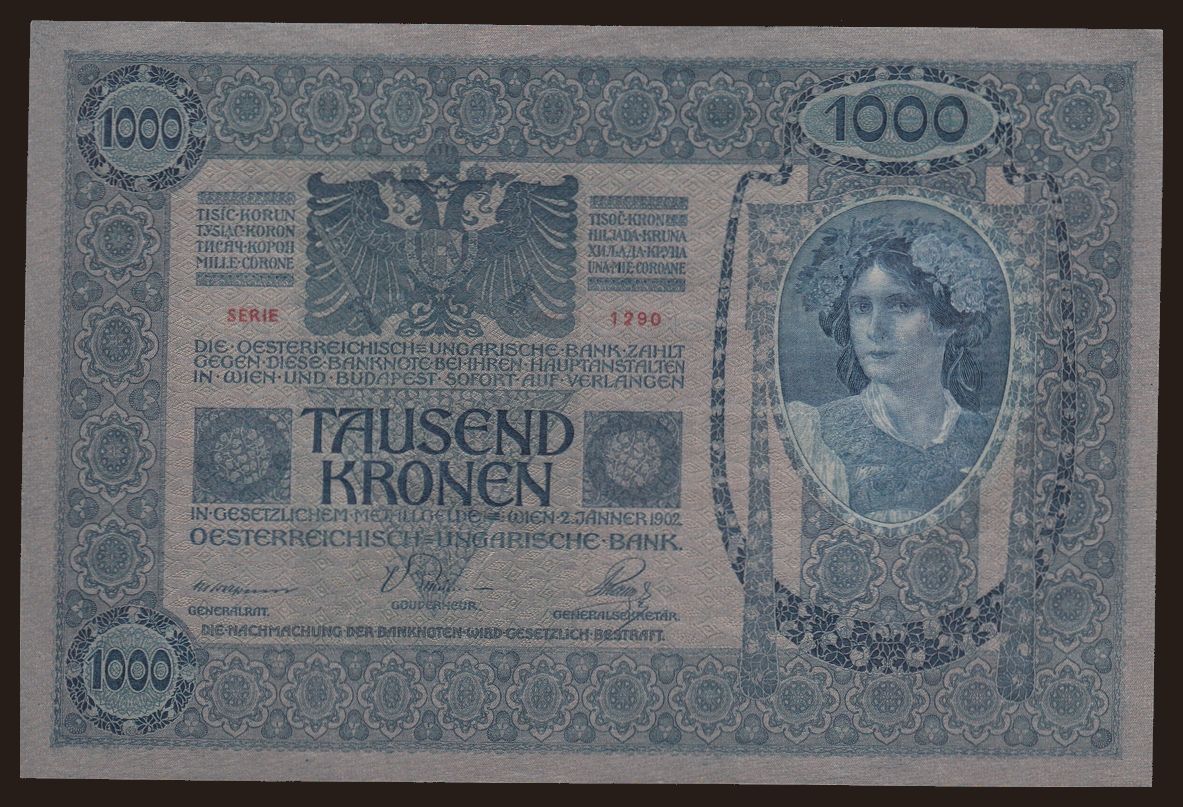 1000
1000
TISÍC·KORUN
TYSIĄC·KORON
ТИСЯЧ·КОРОН
MILLE·CORONE
TISOČ·KRON
HILJADA·KRUNA
ХИЉАДА·КРУНА
UNA·MIE·COROANE
SERIE
1290
DIE·OESTERREICHISCH=UNGARISCHE·BANK·ZAHLT
GEGEN·DIESE·BANKNOTE·BEI·IHREN·HAUPTANSTALTEN
IN·WIEN·UND·BUDAPEST·SOFORT·AUF·VERLANGEN
TAUSEND
KRONEN
IN·GESETZLICHEM·METALLGELDE=WIEN·2·JÄNNER·1902
OESTERREICHISCH=UNGARISCHE·BANK.
GENERALRAT.
GOUVERNEUR.
GENERALSEKRETÄR.
DIE·NACHMACHUNG·DER·BANKNOTEN·WIRD·GESETZLICH·BESTRAFT.
1000